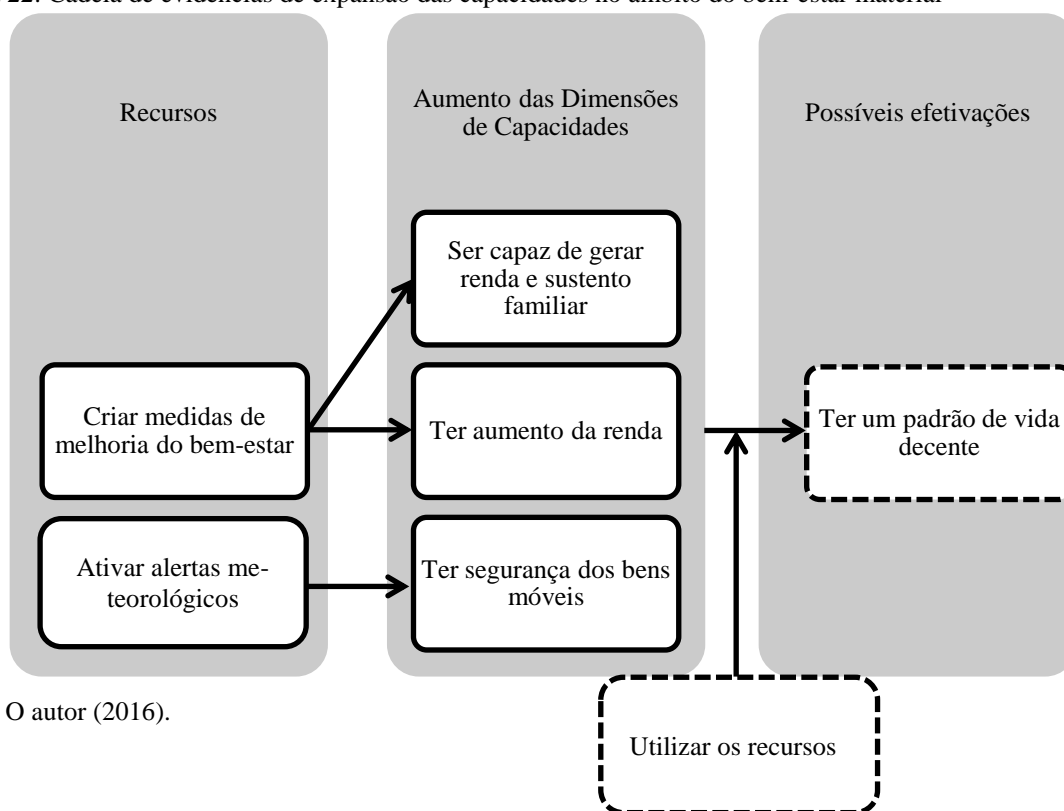 22. Cadeia de evidências de expansão das capacidades no âmbito do bem-estar material
Recursos
Aumento das Dimensões
de Capacidades
Possíveis efetivações
Ser capaz de gerar
renda e sustento
familiar
Criar medidas de
melhoria do bem-estar
Ter aumento da renda
Ter um padrão de vida
decente
Ativar alertas me-
teorológicos
Ter segurança dos bens
móveis
O autor (2016).
Utilizar os recursos